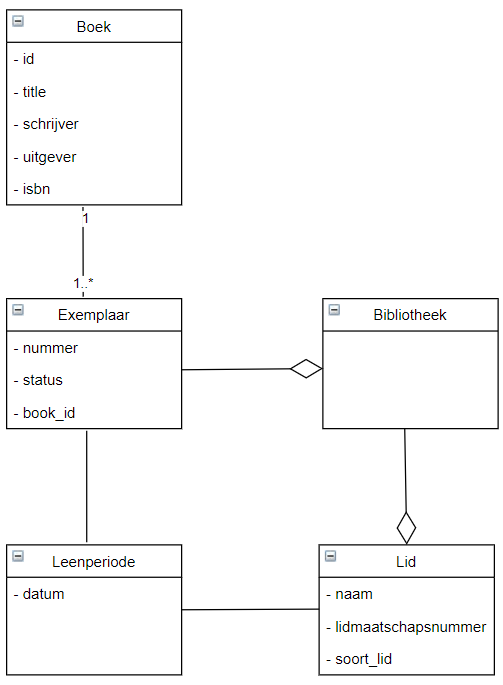 Boek
- id
- title
- schrijver
- uitgever
- isbn
1
1..*
Exemplaar
- nummer
- status
- book_id
Bibliotheek
Leenperiode
- datum
Lid
- naam
- lidmaatschapsnummer
- soort_lid